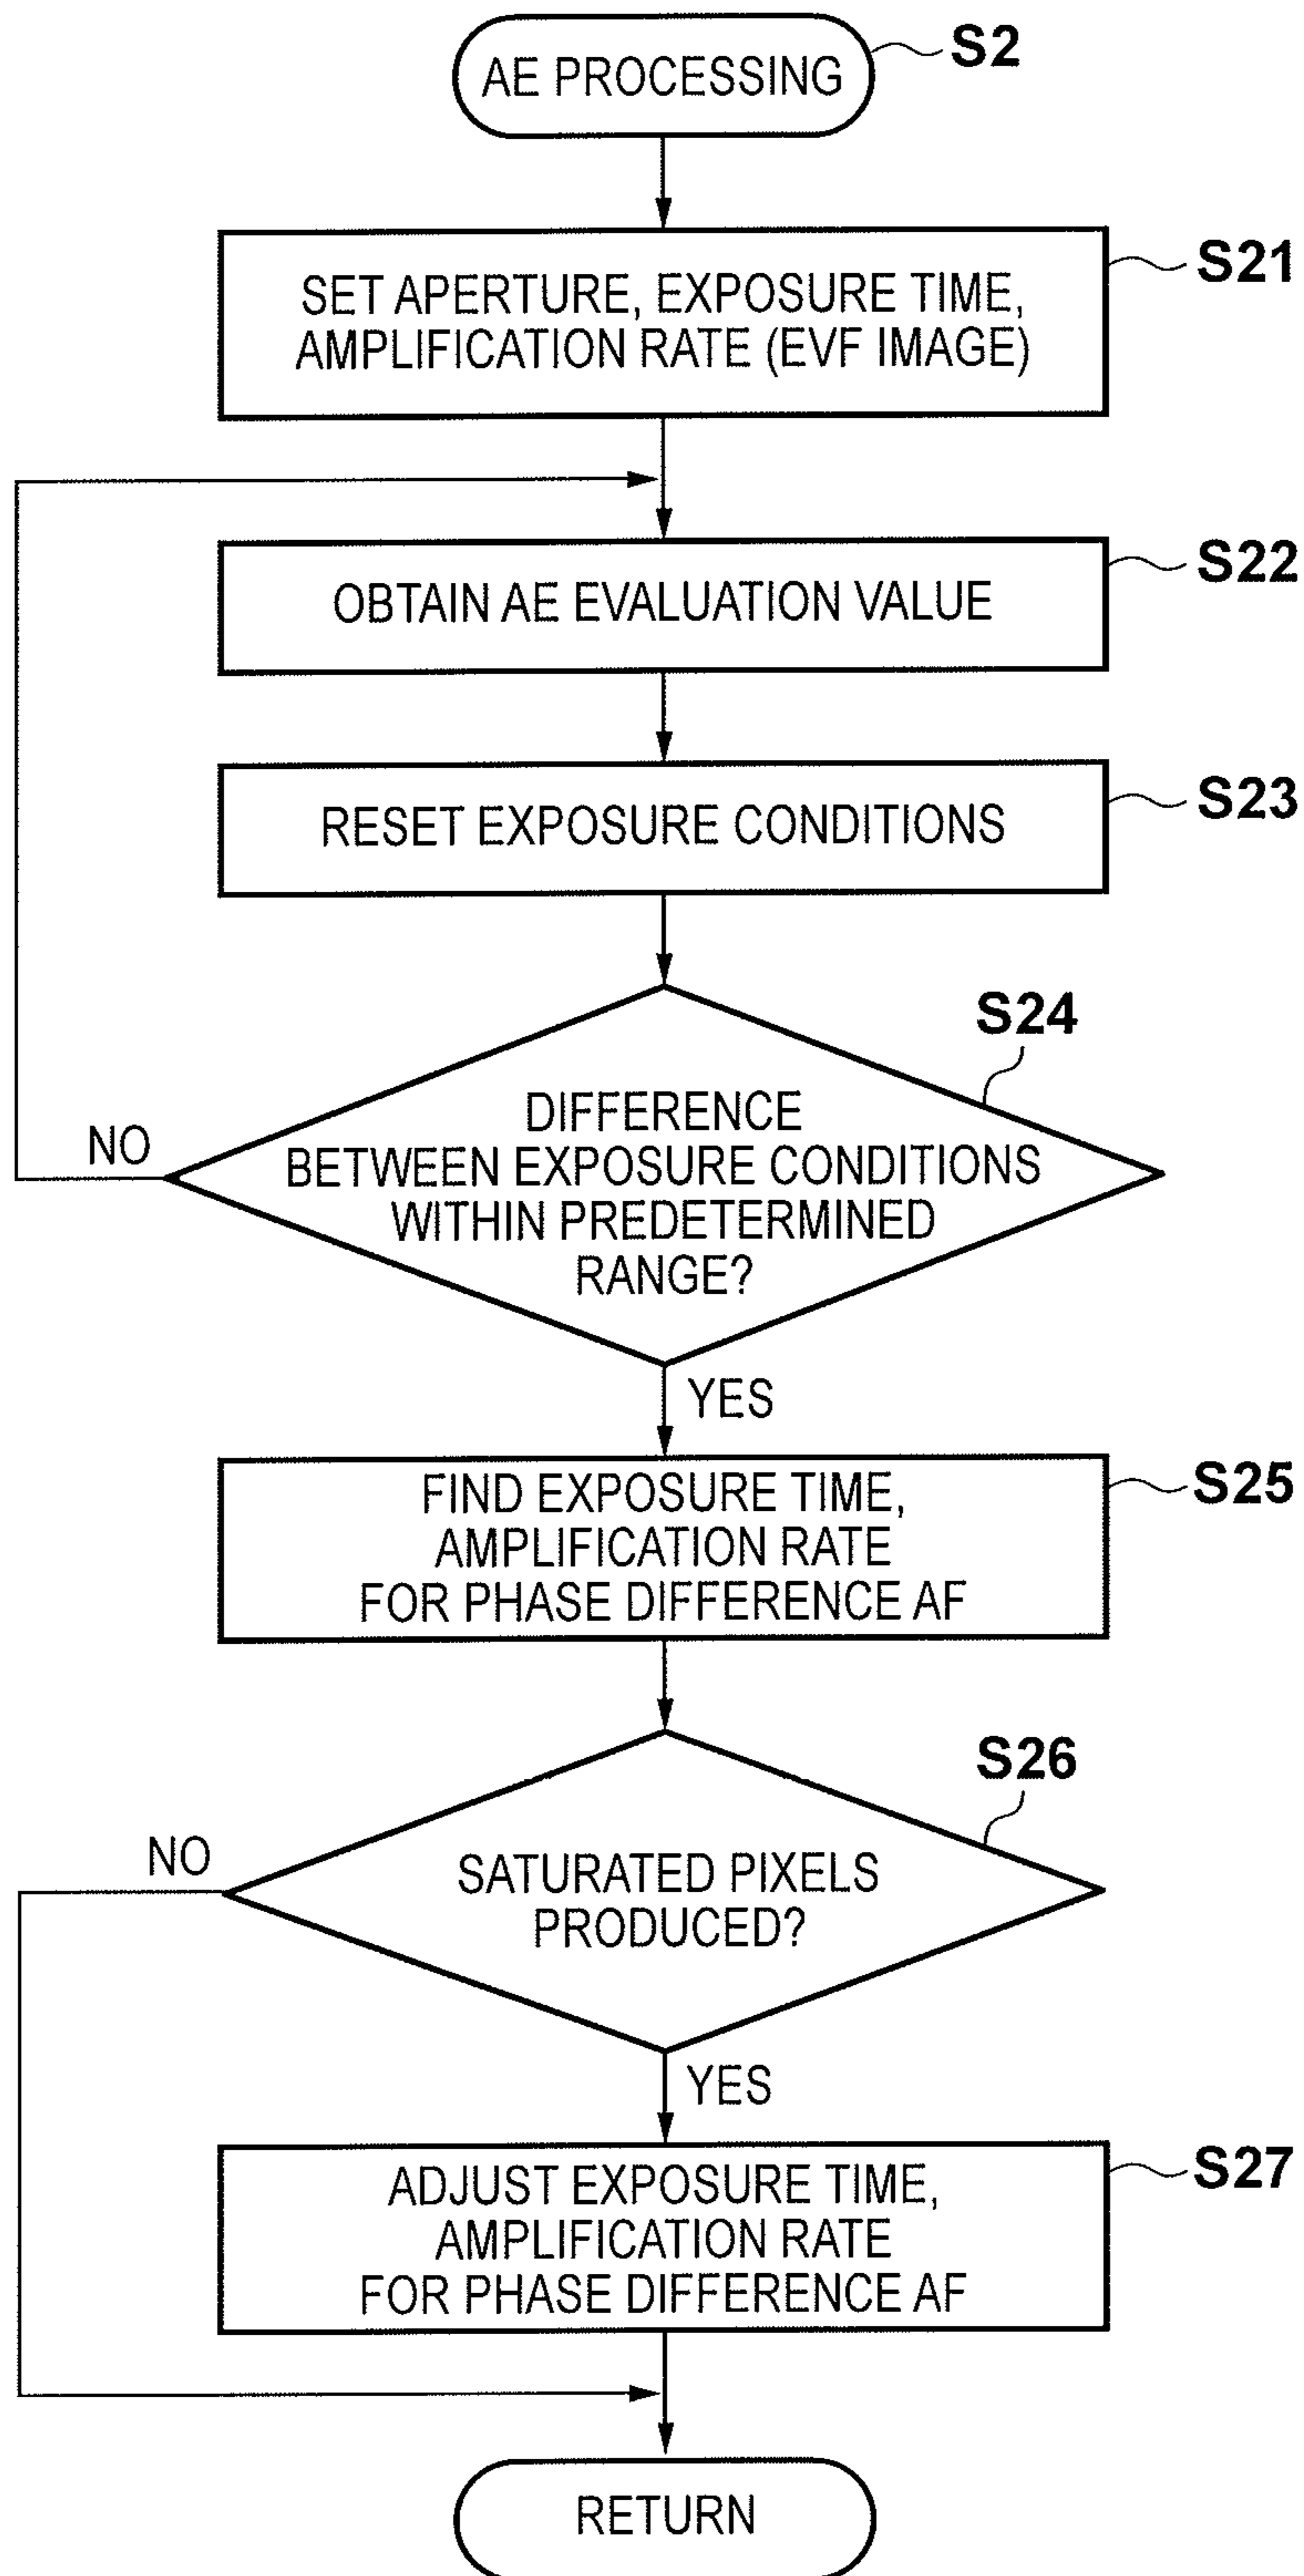 AE PROCESSING
S2
SET APERTURE, EXPOSURE TIME,
AMPLIFICATION RATE (EVF IMAGE)
S21
OBTAIN AE EVALUATION VALUE
S22
RESET EXPOSURE CONDITIONS
S23
S24
DIFFERENCE
BETWEEN EXPOSURE CONDITIONS
WITHIN PREDETERMINED
RANGE?
NO
YES
FIND EXPOSURE TIME,
AMPLIFICATION RATE
FOR PHASE DIFFERENCE AF
S25
S26
SATURATED PIXELS
PRODUCED?
NO
YES
ADJUST EXPOSURE TIME,
AMPLIFICATION RATE
FOR PHASE DIFFERENCE AF
S27
RETURN